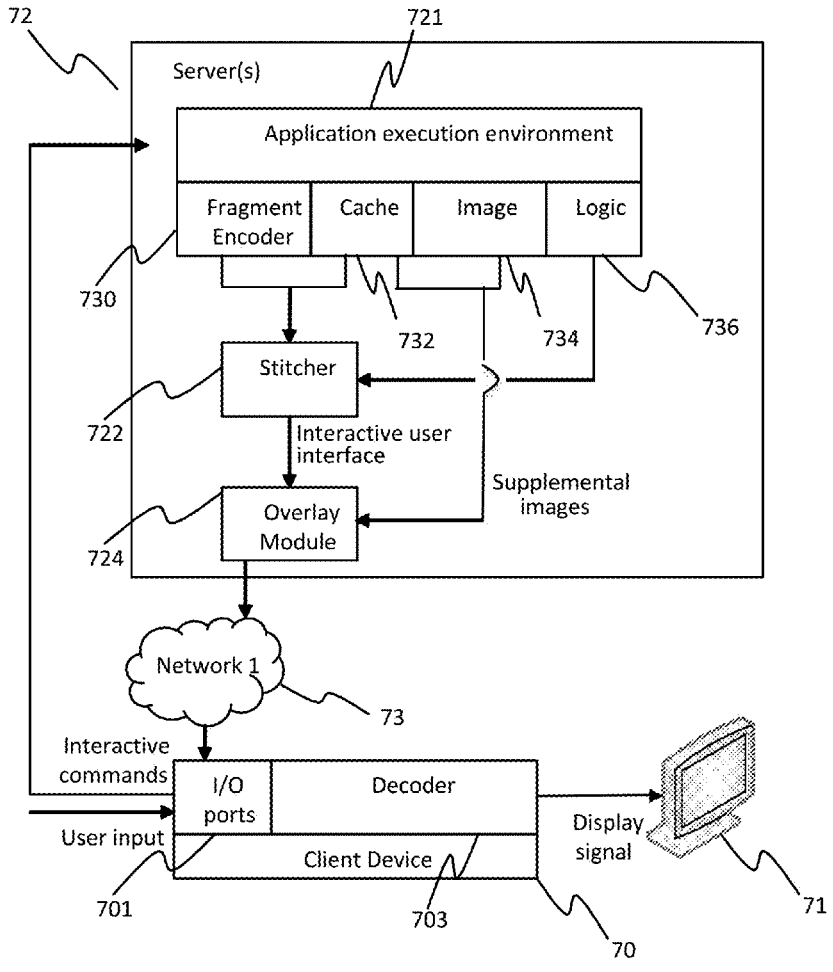 72
721
Server(s)
Application execution environment
Fragment
Encoder
Cache
Image
Logic
730
732
734
736
Stitcher
722
Interactive user
interface
Supplemental
images
Overlay
Module
724
Network 1
73
Interactive
commands
I/O
ports
Decoder
User input
Client Device
Display
signal
701
703
70
71